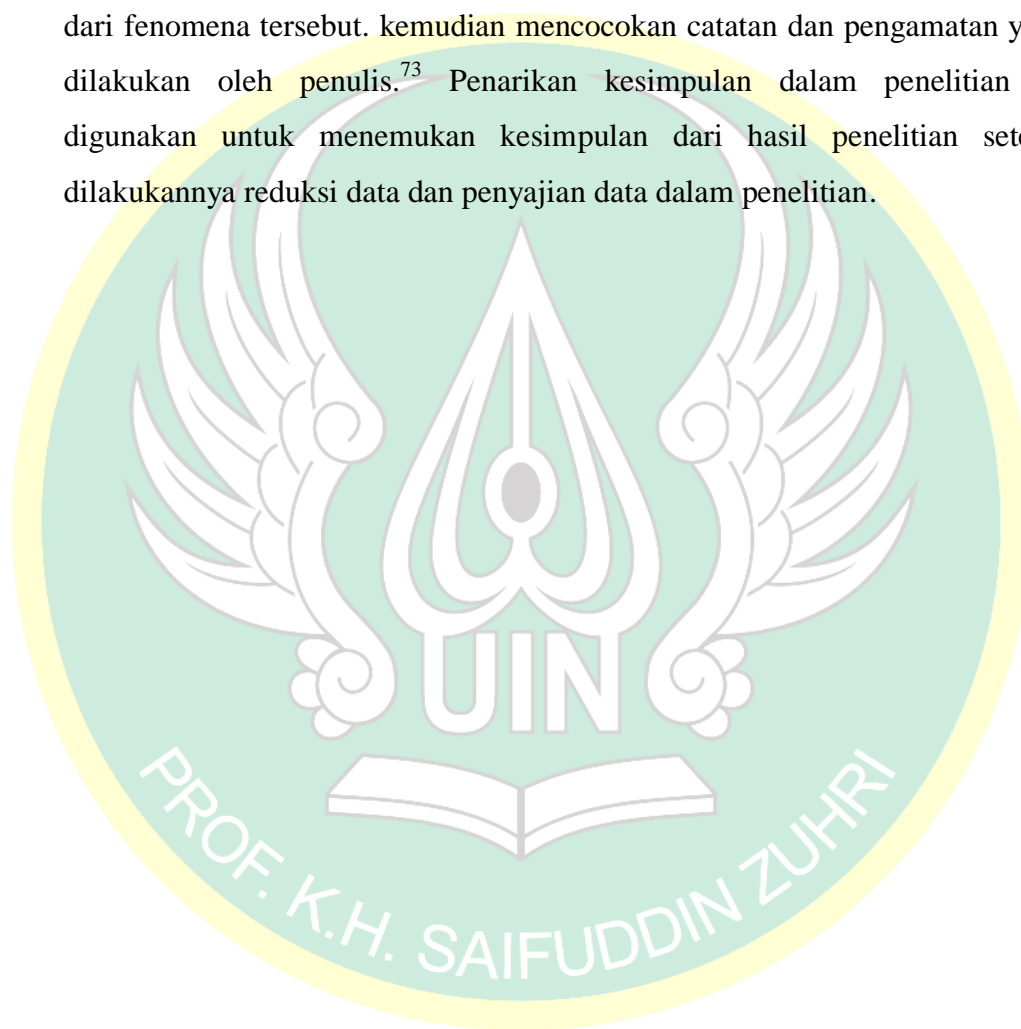 dari fenomena tersebut. kemudian mencocokan catatan dan pengamatan y
dilakukan oleh penulis.73 Penarikan kesimpulan dalam penelitian
digunakan untuk menemukan kesimpulan dari hasil penelitian sete
dilakukannya reduksi data dan penyajian data dalam penelitian.
UIN
PROF. K.H. SAIFUDDIN ZUHRI